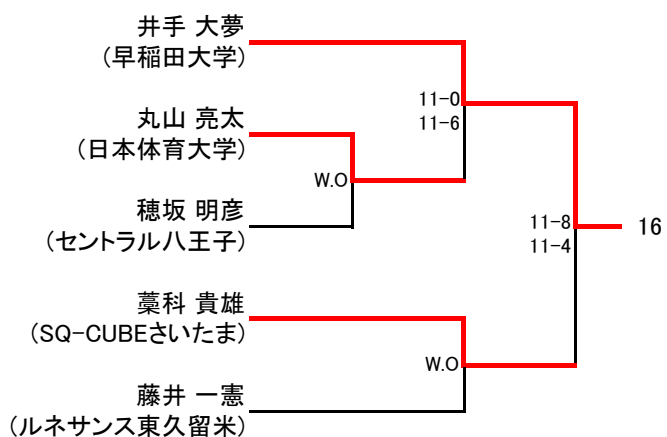 井手 大夢
(早稲田大学)
11-0
11-6
丸山 亮太
(日本体育大学)
W.O
穂坂 明彦
(セントラル八王子)
11-8
11-4
16
藁科 貴雄
(SQ-CUBEさいたま)
W.O
藤井 一憲
(ルネサンス東久留米)